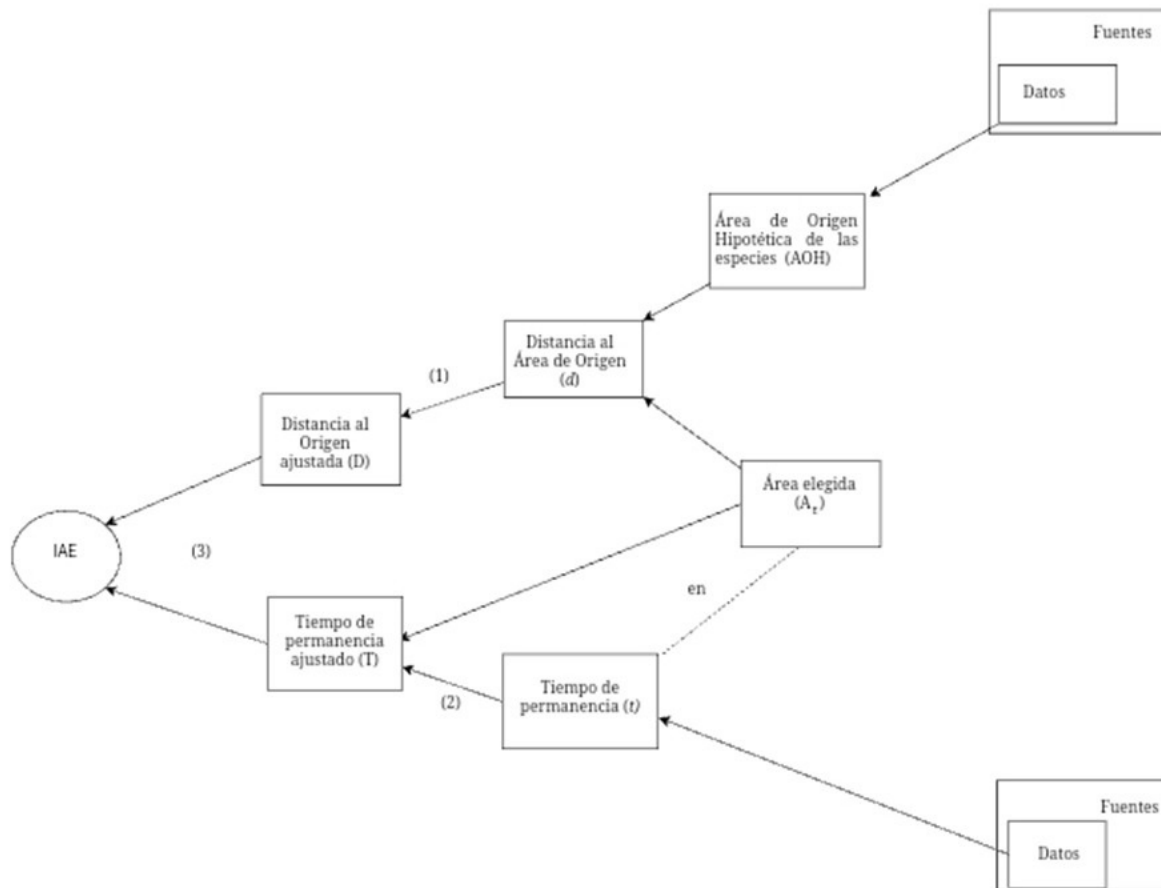 Fuentes
Datos
Área de Origen
Hipotética de las
especies (AOH)
Distancia al
Área de Origen
(d)
(1)
Distancia al
Origen
ajustada (D)
Área elegida
(Aᵣ)
IAE
(3)
en
Tiempo de
permanencia
ajustado (T)
Tiempo de
permanencia (t)
(2)
Fuentes
Datos